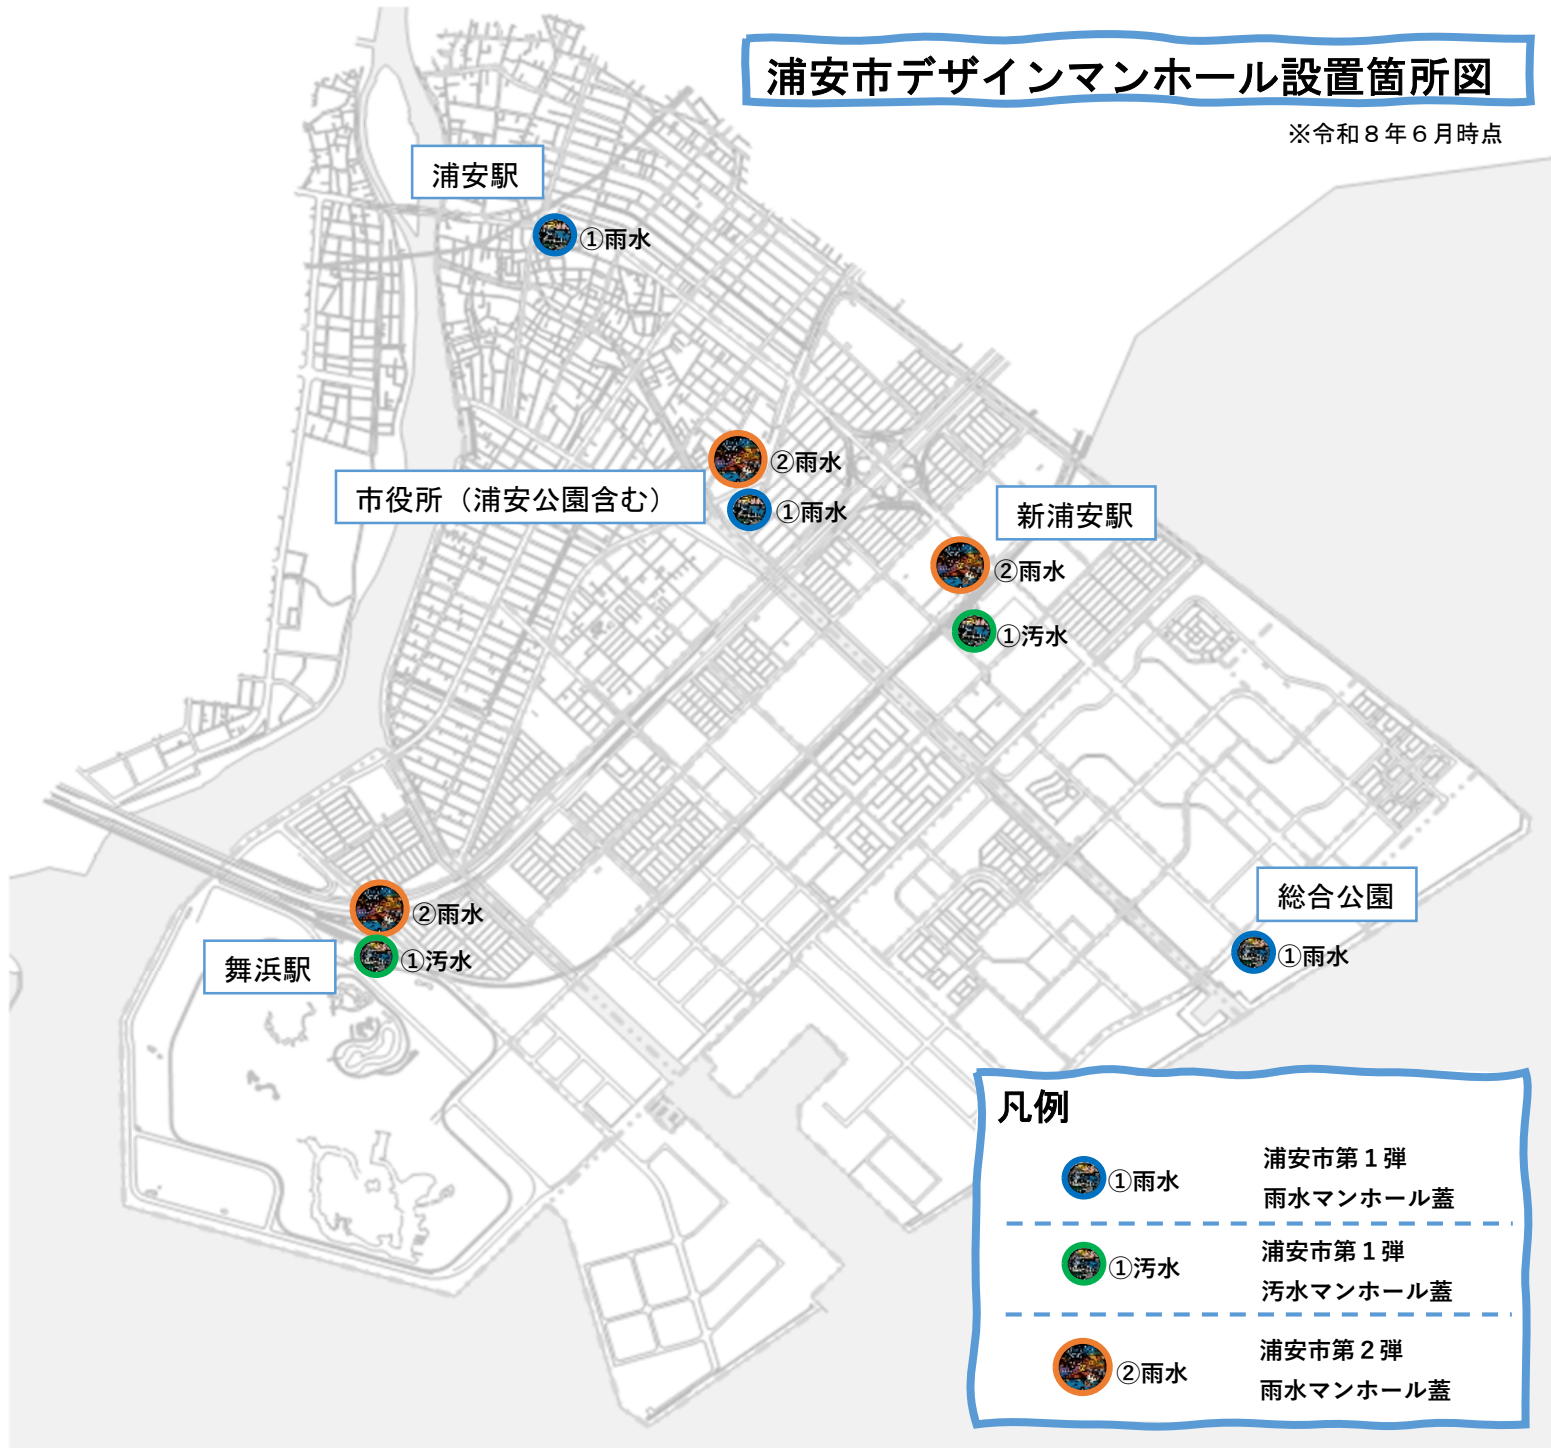 浦安市デザインマンホール設置箇所図
※令和８年６月時点
浦安駅
①雨水
②雨水
市役所（浦安公園含む）
①雨水
新浦安駅
②雨水
①汚水
総合公園
①雨水
②雨水
舞浜駅
①汚水
凡例
①雨水
浦安市第１弾
雨水マンホール蓋
①汚水
浦安市第１弾
汚水マンホール蓋
②雨水
浦安市第２弾
雨水マンホール蓋